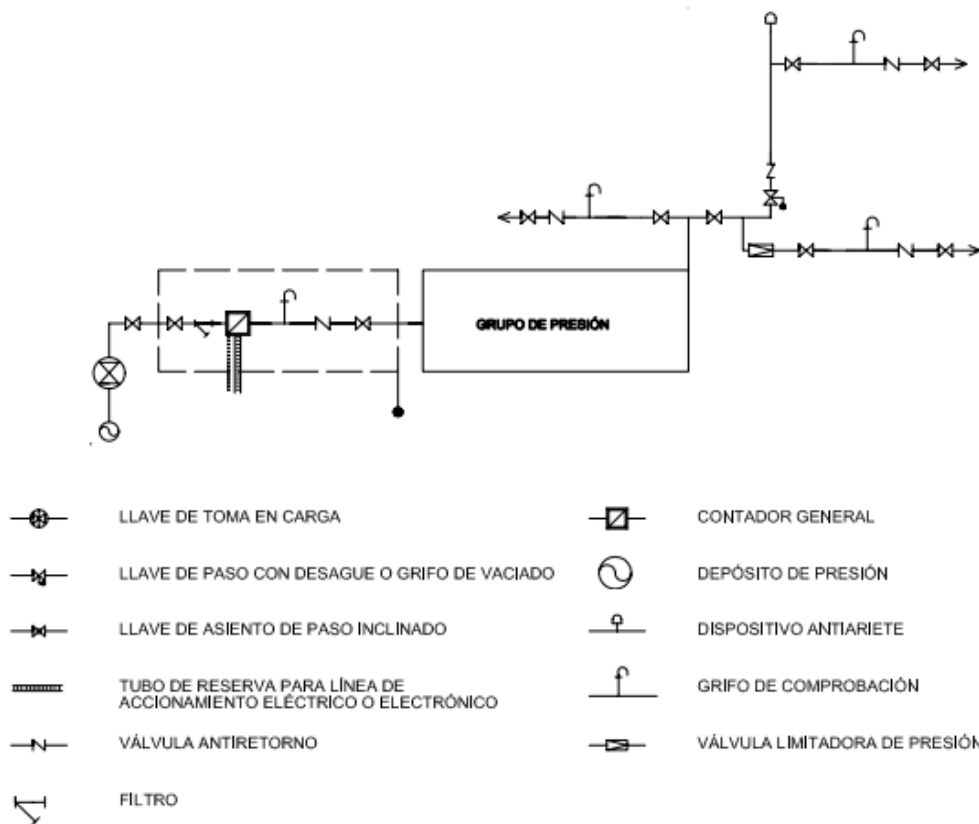 GRUPO DE PRESIÓN
LLAVE DE TOMA EN CARGA
LLAVE DE PASO CON DESAGUE O GRIFO DE VACIADO
LLAVE DE ASIENTO DE PASO INCLINADO
TUBO DE RESERVA PARA LÍNEA DE
ACCIONAMIENTO ELÉCTRICO O ELECTRÓNICO
VÁLVULA ANTIRETORNO
FILTRO
CONTADOR GENERAL
DEPÓSITO DE PRESIÓN
DISPOSITIVO ANTIARIETE
GRIFO DE COMPROBACIÓN
VÁLVULA LIMITADORA DE PRESIÓN